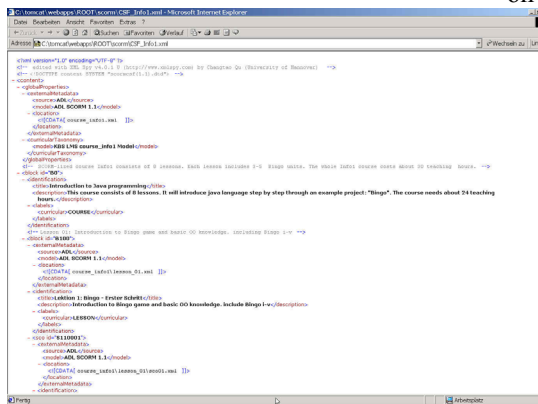 C:\tomcat\webapps\ROOT\scorm\CSF_Info1.xml - Microsoft Internet Explorer
Datei Bearbeiten Ansicht Favoriten Extras ?
Suchen Favoriten Verlauf
Adresse C:\tomcat\webapps\ROOT\scorm\CSF_Info1.xml Wechseln zu
<?xml version="1.0" encoding="UTF-8" ?>
<!-- edited with XML Spy v4.0.1 U (http://www.xmlspy.com) by Changtao Qu (University of Hannover) -->
- <content>
- <globalProperties>
- <externalMetadata>
<source>ADL</source>
<model>ADL SCORM 1.1</model>
- <location>
<![CDATA[ course_info1.xml ]]>
</location>
</externalMetadata>
- <curricularTaxonomy>
<model>KBS LMS course_info1 Model</model>
</curricularTaxonomy>
</globalProperties>
- <block id="B0">
- <identification>
<title>Introduction to Java programming</title>
<description>This course consists of 8 lessons. It will introduce java language step by step through an example project: "Bingo". The course needs about 24 teaching
hours.</description>
- <labels>
<curricular>COURSE</curricular>
</labels>
</identification>
<!-- Lesson 01: Introduction to Bingo game and basic OO knowledge, including Bingo i-v -->
- <block id="B100">
- <externalMetadata>
<source>ADL</source>
<model>ADL SCORM 1.1</model>
- <location>
<![CDATA[ course_info1\lesson_01.xml ]]>
</location>
</externalMetadata>
- <identification>
<title>Lektion 1: Bingo - Erster Schritt</title>
<description>Introduction to Bingo game and basic OO knowledge. include Bingo i-v</description>
- <labels>
<curricular>LESSON</curricular>
</labels>
</identification>
- <sco id="S110001">
- <externalMetadata>
<source>ADL</source>
<model>ADL SCORM 1.1</model>
- <location>
<![CDATA[ course_info1\lesson_01\sco01.xml ]]>
</location>
</externalMetadata>
- <identification>
Fertig Arbeitsplatz